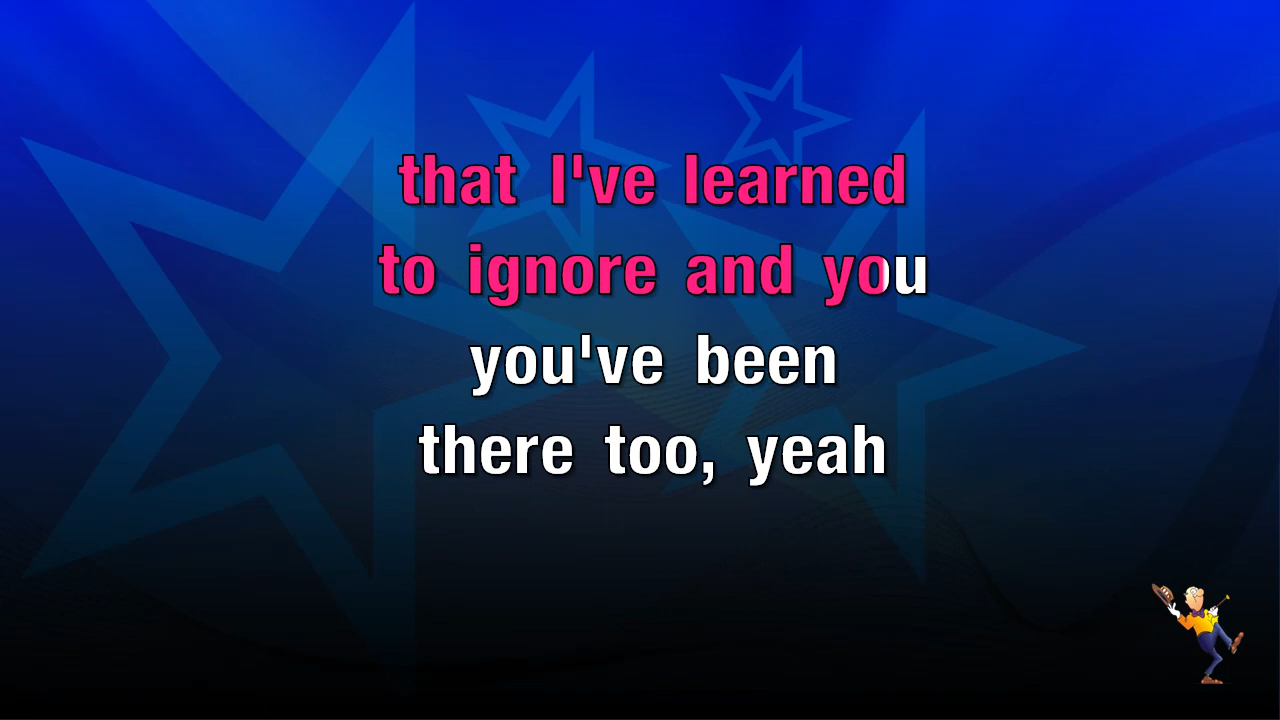 that I've learned
to ignore and you
you've been
there too, yeah